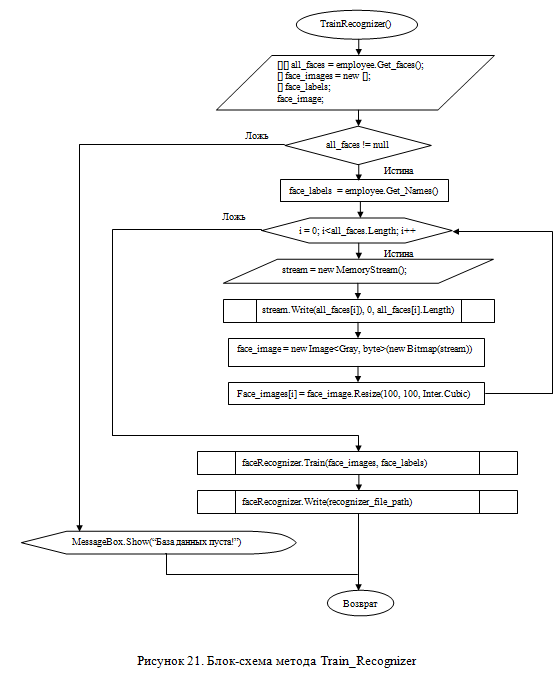 TrainRecognizer()
[][] all_faces = employee.Get_faces();
[] face_images = new [];
[] face_labels;
face_image;
Ложь
all_faces != null
Истина
face_labels = employee.Get_Names()
Ложь
i = 0; i<all_faces.Length; i++
Истина
stream = new MemoryStream();
stream.Write(all_faces[i]), 0, all_faces[i].Length)
face_image = new Image<Gray, byte>(new Bitmap(stream))
Face_images[i] = face_image.Resize(100, 100, Inter.Cubic)
faceRecognizer.Train(face_images, face_labels)
faceRecognizer.Write(recognizer_file_path)
MessageBox.Show(“База данных пуста!”)
Возврат
Рисунок 21. Блок-схема метода Train_Recognizer